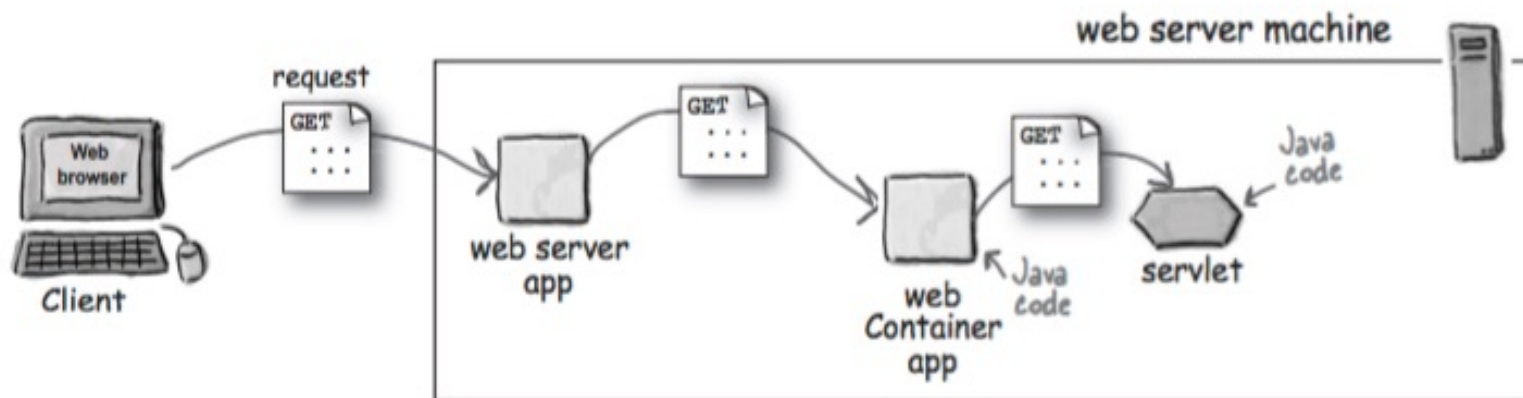 web server machine
request
GET
GET
GET
Java
code
Web
browser
web server
app
servlet
Client
Java
code
web
Container
app